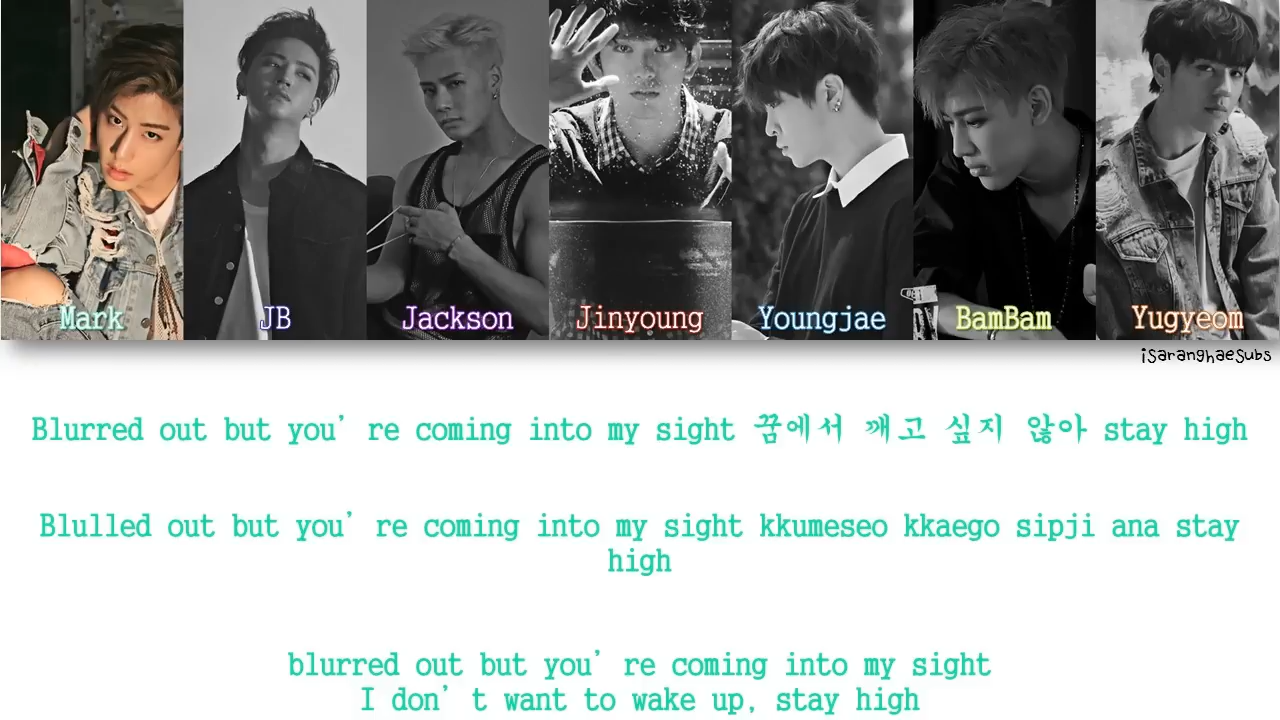 Mark
JB
Jackson
Jinyoung
Youngjae
BamBam
Yugyeom
iSaranghaeSubs
Blurred out but you're coming into my sight 꿈에서 깨고 싶지 않아 stay high
Blulled out but you're coming into my sight kkumeseo kkaego sipji ana stay
high
blurred out but you're coming into my sight
I don't want to wake up, stay high